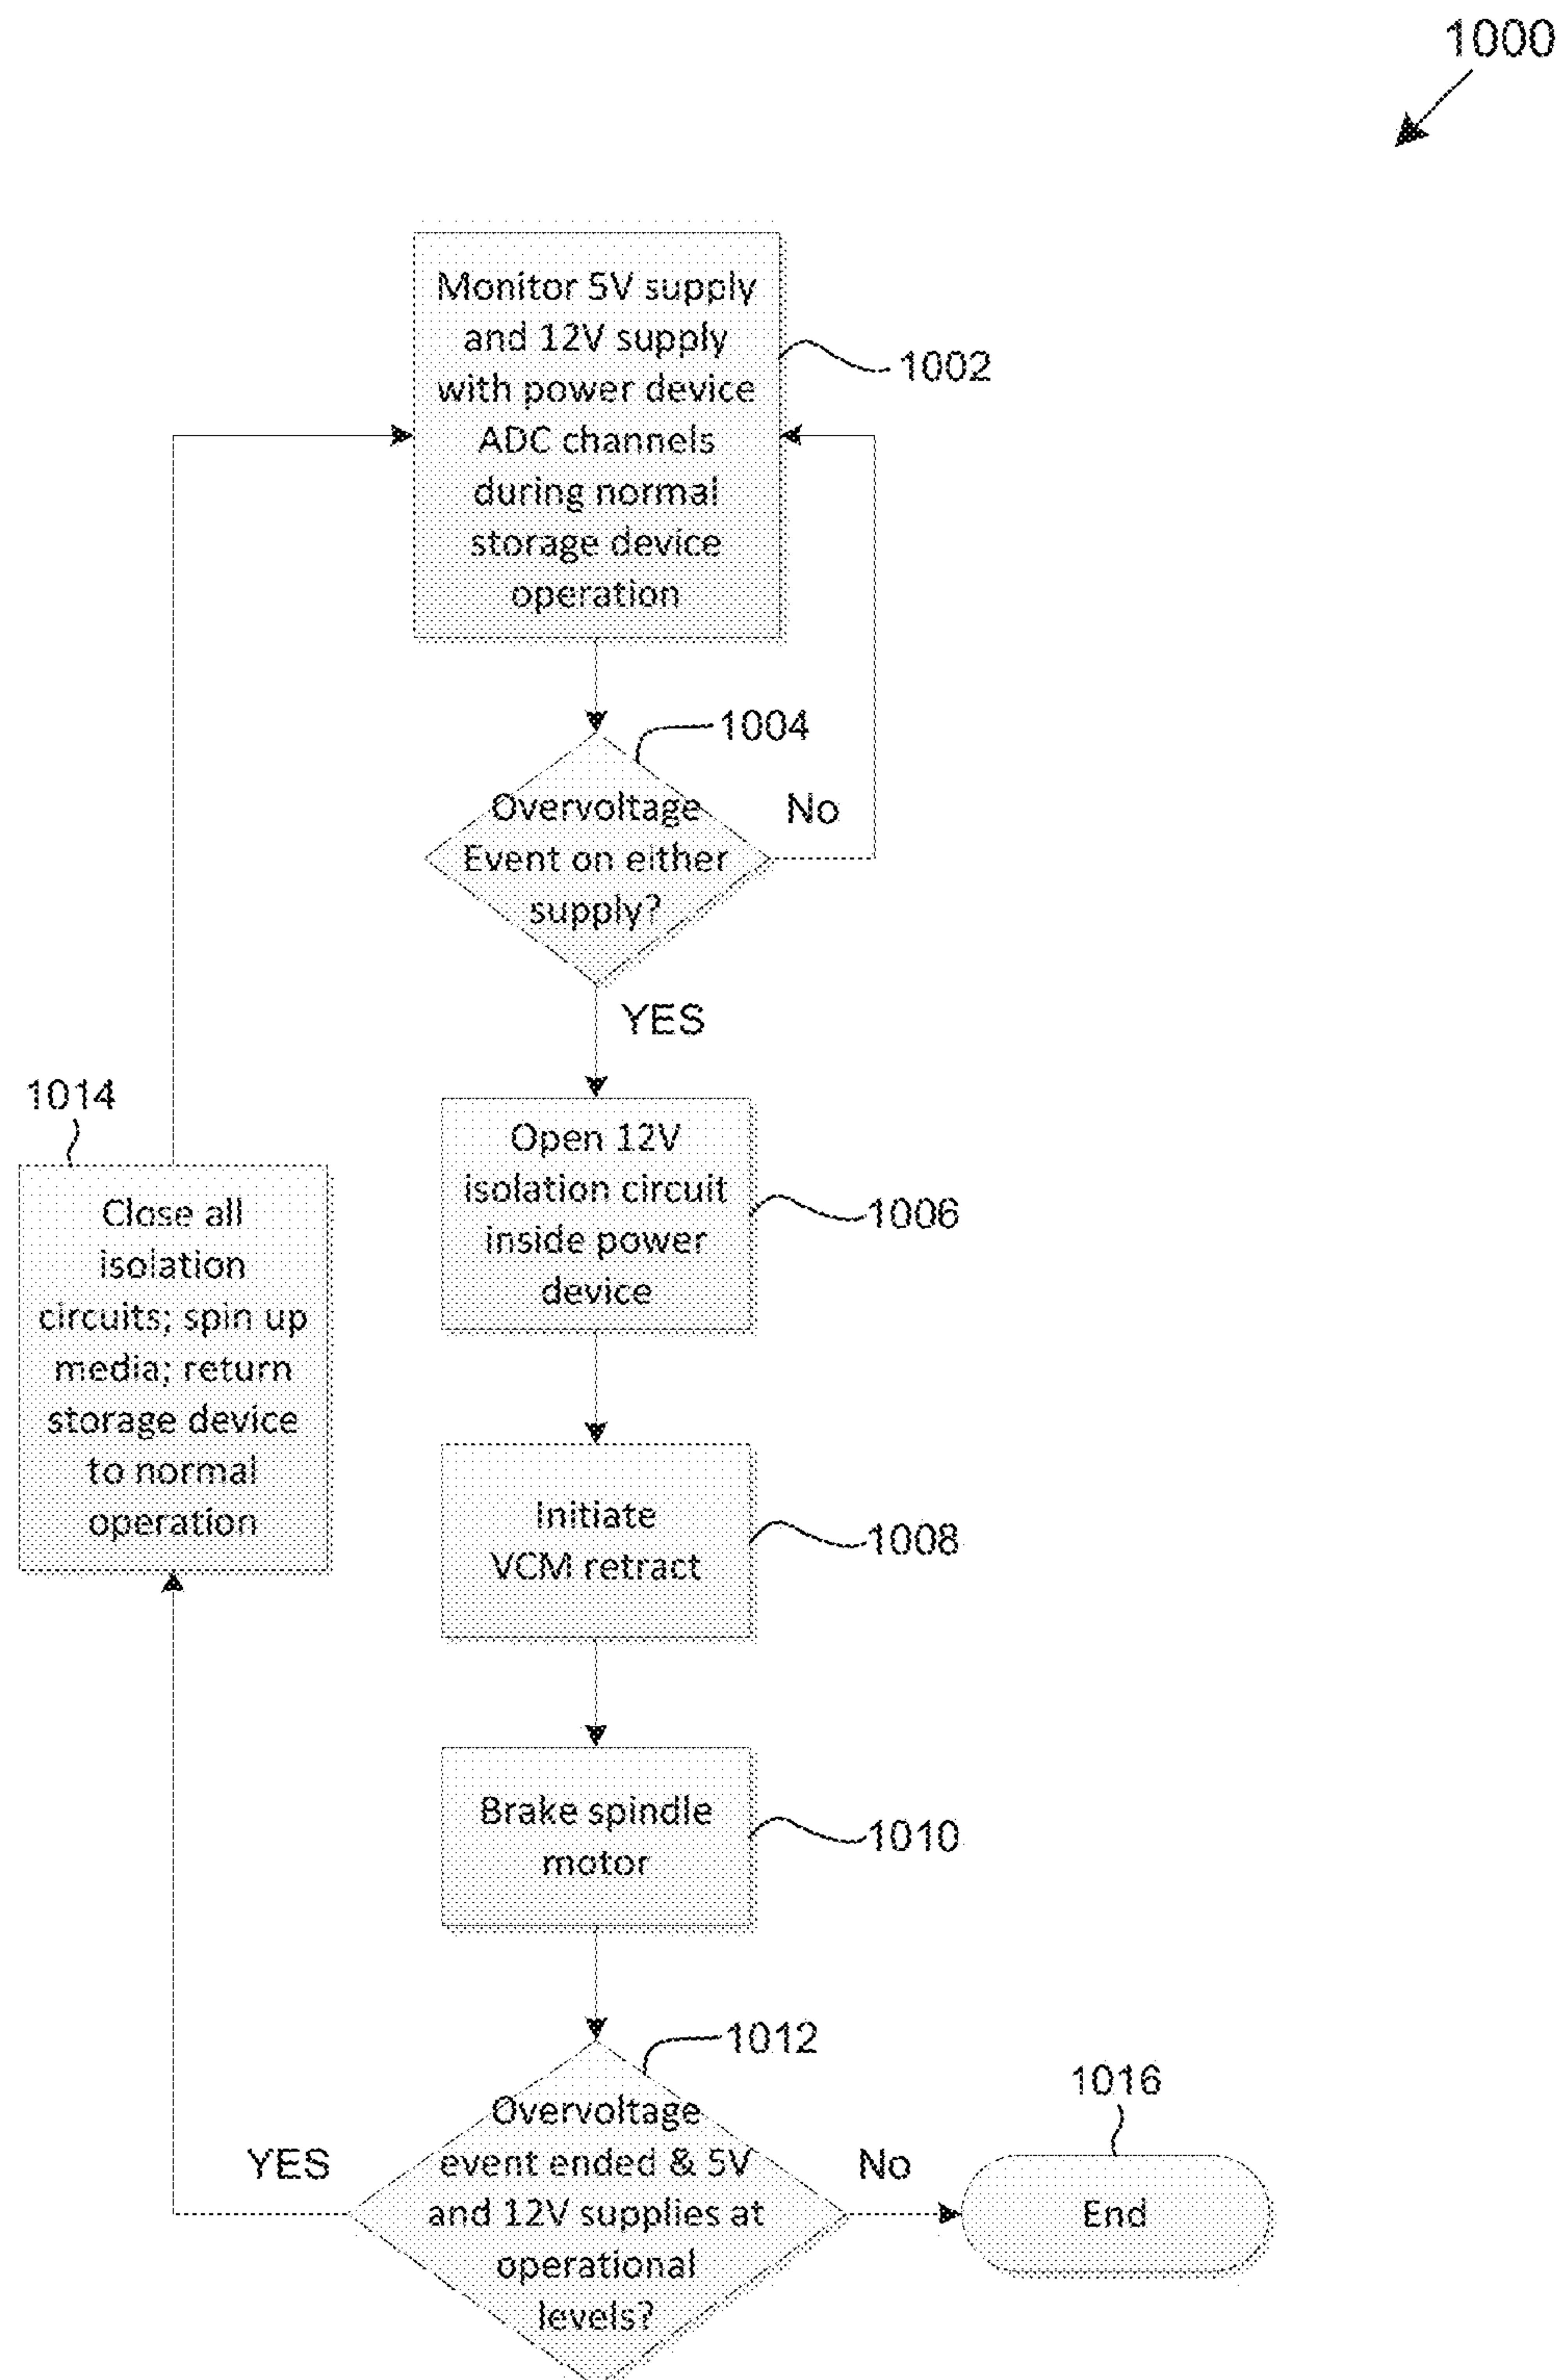 1000
Monitor 5V supply
and 12V supply
with power device
ADC channels
during normal
storage device
operation
1002
1004
Overvoltage
Event on either
supply?
No
YES
1014
Close all
isolation
circuits; spin up
media; return
storage device
to normal
operation
Open 12V
isolation circuit
inside power
device
1006
Initiate
VCM retract
1008
Brake spindle
motor
1010
1012
Overvoltage
event ended & 5V
and 12V supplies at
operational
levels?
YES
No
1016
End